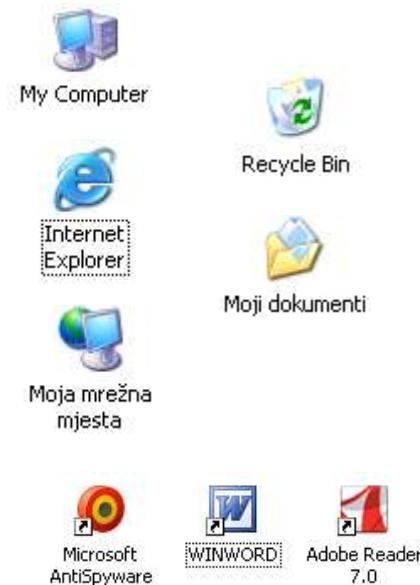 My Computer
Recycle Bin
Internet
Explorer
Moji dokumenti
Moja mrežna
mjesta
Microsoft
AntiSpyware
WINWORD
Adobe Reader
7.0